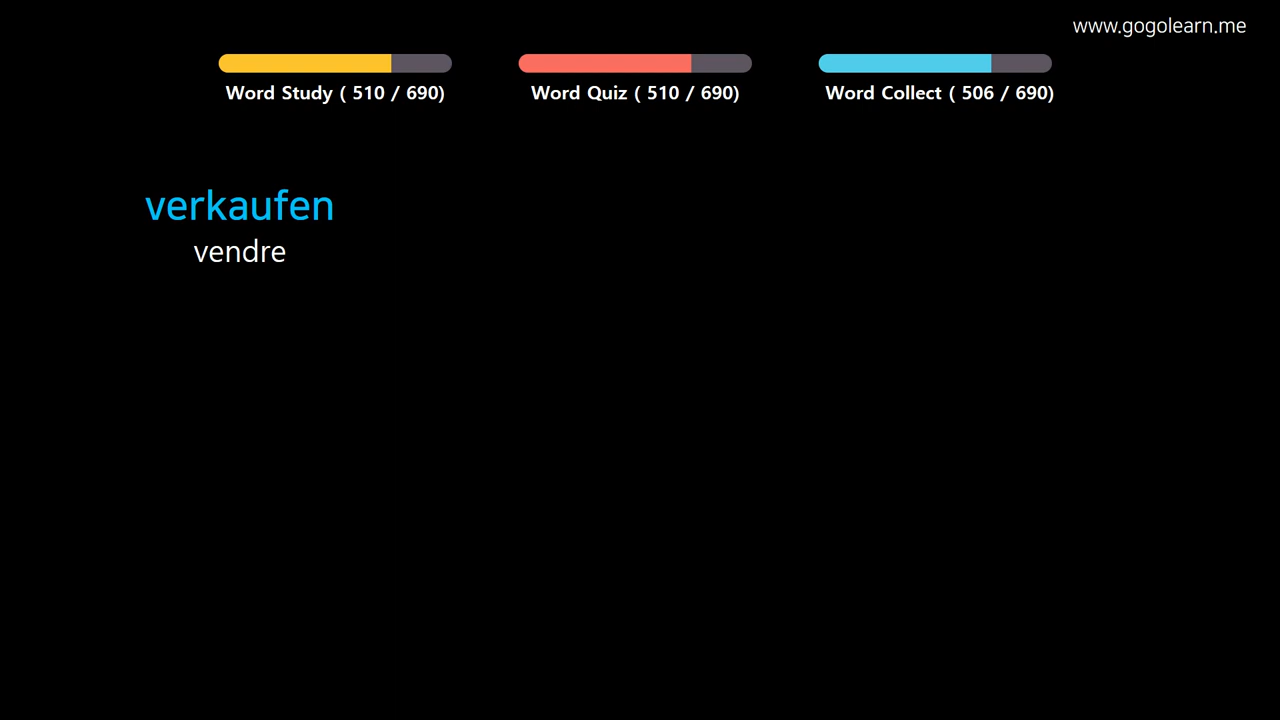 www.gogolearn.me
Word Study ( 510 / 690)
Word Quiz ( 510 / 690)
Word Collect ( 506 / 690)
verkaufen
vendre